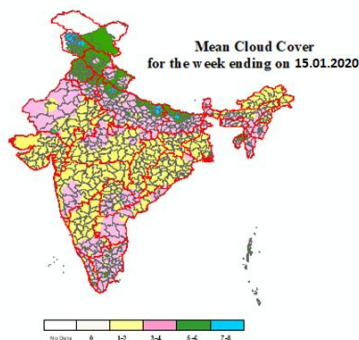 Mean Cloud Cover
for the week ending on 15.01.2020
No Data 0 1-2 3-4 5-6 7-8